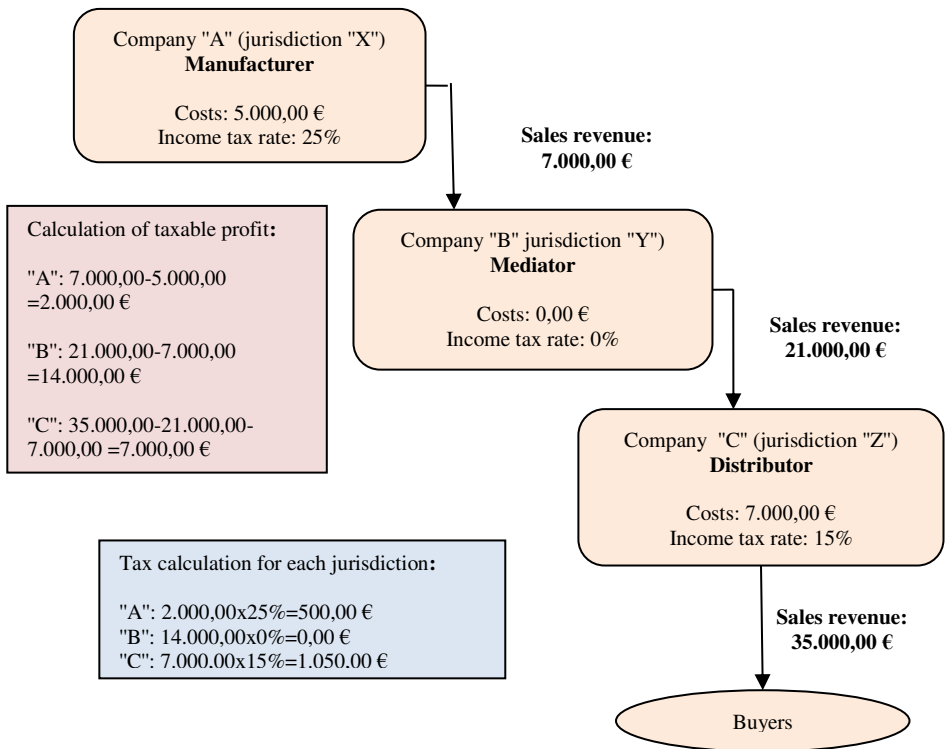 Company "A" (jurisdiction "X")
Manufacturer
Costs: 5.000,00 €
Income tax rate: 25%
Sales revenue:
7.000,00 €
Calculation of taxable profit:
"A": 7.000,00-5.000,00
=2.000,00 €
"B": 21.000,00-7.000,00
=14.000,00 €
"C": 35.000,00-21.000,00-
7.000,00 =7.000,00 €
Company "B" jurisdiction "Y")
Mediator
Costs: 0,00 €
Income tax rate: 0%
Sales revenue:
21.000,00 €
Company "C" (jurisdiction "Z")
Distributor
Costs: 7.000,00 €
Income tax rate: 15%
Tax calculation for each jurisdiction:
"A": 2.000,00x25%=500,00 €
"B": 14.000,00x0%=0,00 €
"C": 7.000.00x15%=1.050.00 €
Sales revenue:
35.000,00 €
Buyers